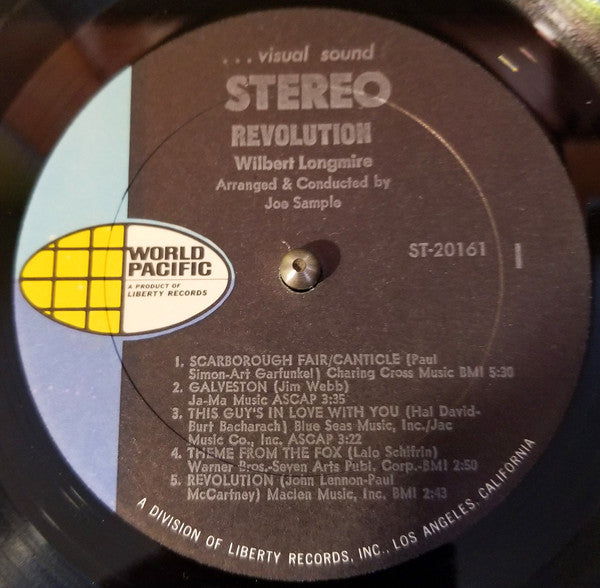 ...visual sound
STEREO
REVOLUTION
Wilbert Longmire
Arranged & Conducted by
Joe Sample
WORLD
PACIFIC
A PRODUCT OF
LIBERTY RECORDS
ST-20161
1
1. SCARBOROUGH FAIR/CANTICLE (Paul
Simon-Art Garfunkel) Charing Cross Music BMI 5:30
2. GALVESTON (Jim Webb)
Ja-Ma Music ASCAP 3:35
3. THIS GUY'S IN LOVE WITH YOU (Hal David-
Burt Bacharach) Blue Seas Music, Inc./Jac
Music Co., Inc. ASCAP 3:22
4. THEME FROM THE FOX (Lalo Schifrin)
Warner Bros.-Seven Arts Publ. Corp.-BMI 2:50
5. REVOLUTION (John Lennon-Paul
McCartney) Maclen Music, Inc. BMI 2:43
A DIVISION OF LIBERTY RECORDS, INC., LOS ANGELES, CALIFORNIA